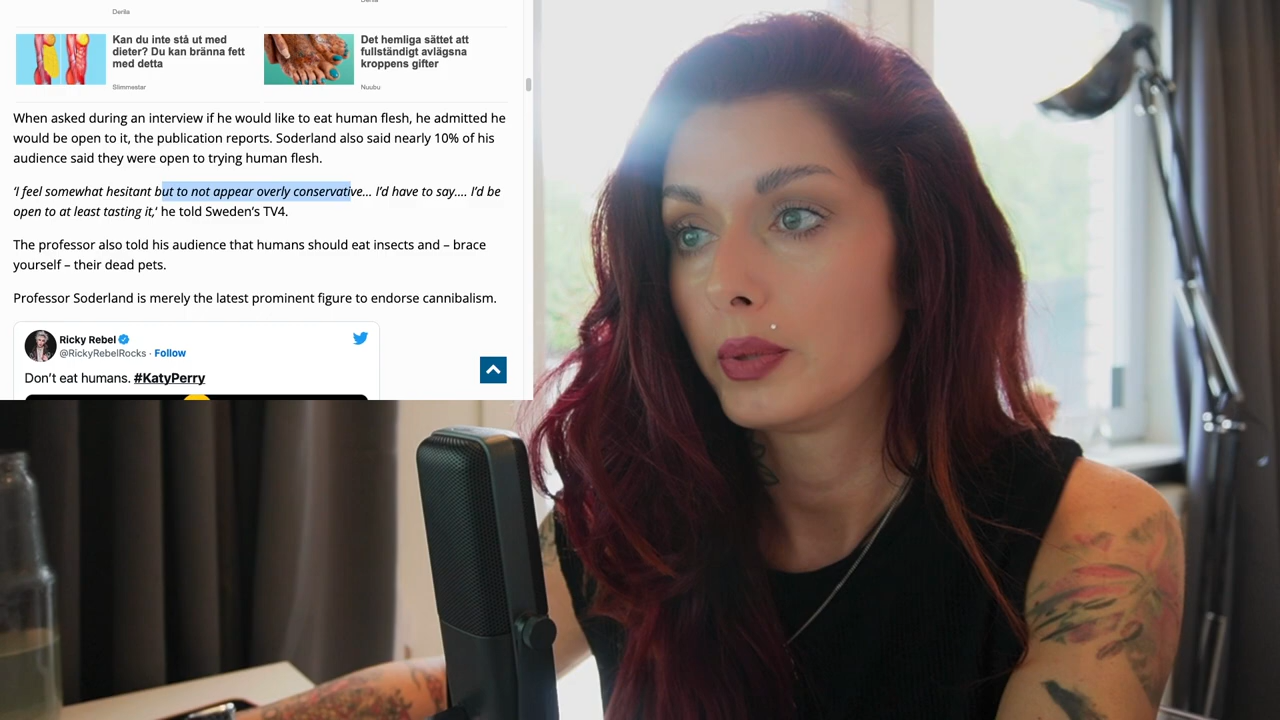 Derila
Kan du inte stå ut med
dieter? Du kan bränna fett
med detta
Slimmestar
Det hemliga sättet att
fullständigt avlägsna
kroppens gifter
Nuubu
When asked during an interview if he would like to eat human flesh, he admitted he
would be open to it, the publication reports. Soderland also said nearly 10% of his
audience said they were open to trying human flesh.
‘I feel somewhat hesitant but to not appear overly conservative… I’d have to say…. I’d be
open to at least tasting it,‘ he told Sweden’s TV4.
The professor also told his audience that humans should eat insects and – brace
yourself – their dead pets.
Professor Soderland is merely the latest prominent figure to endorse cannibalism.
Ricky Rebel
@RickyRebelRocks · Follow
Don’t eat humans. #KatyPerry